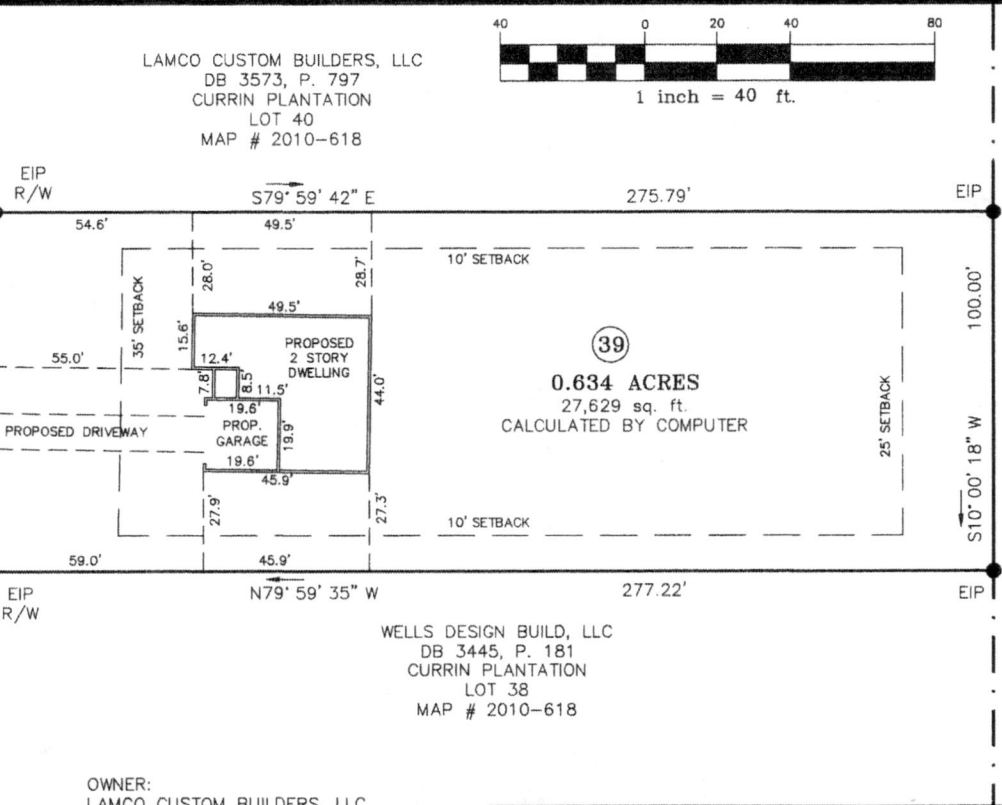 40 0 20 40 80
1 inch = 40 ft.
LAMCO CUSTOM BUILDERS, LLC
DB 3573, P. 797
CURRIN PLANTATION
LOT 40
MAP # 2010-618
EIP
R/W
S79° 59' 42" E
275.79'
EIP
54.6'
49.5'
10' SETBACK
35' SETBACK
28.0'
28.7'
49.5'
15.6'
PROPOSED
2 STORY
DWELLING
44.0'
55.0'
12.4'
7.8'
8.5'
11.5'
19.6'
PROP.
GARAGE
19.9'
19.6'
45.9'
PROPOSED DRIVEWAY
39
0.634 ACRES
27,629 sq. ft.
CALCULATED BY COMPUTER
25' SETBACK
100.00'
S10° 00' 18" W
27.9'
27.3'
10' SETBACK
59.0'
45.9'
EIP
R/W
N79° 59' 35" W
277.22'
EIP
WELLS DESIGN BUILD, LLC
DB 3445, P. 181
CURRIN PLANTATION
LOT 38
MAP # 2010-618
OWNER:
LAMCO CUSTOM BUILDERS, LLC